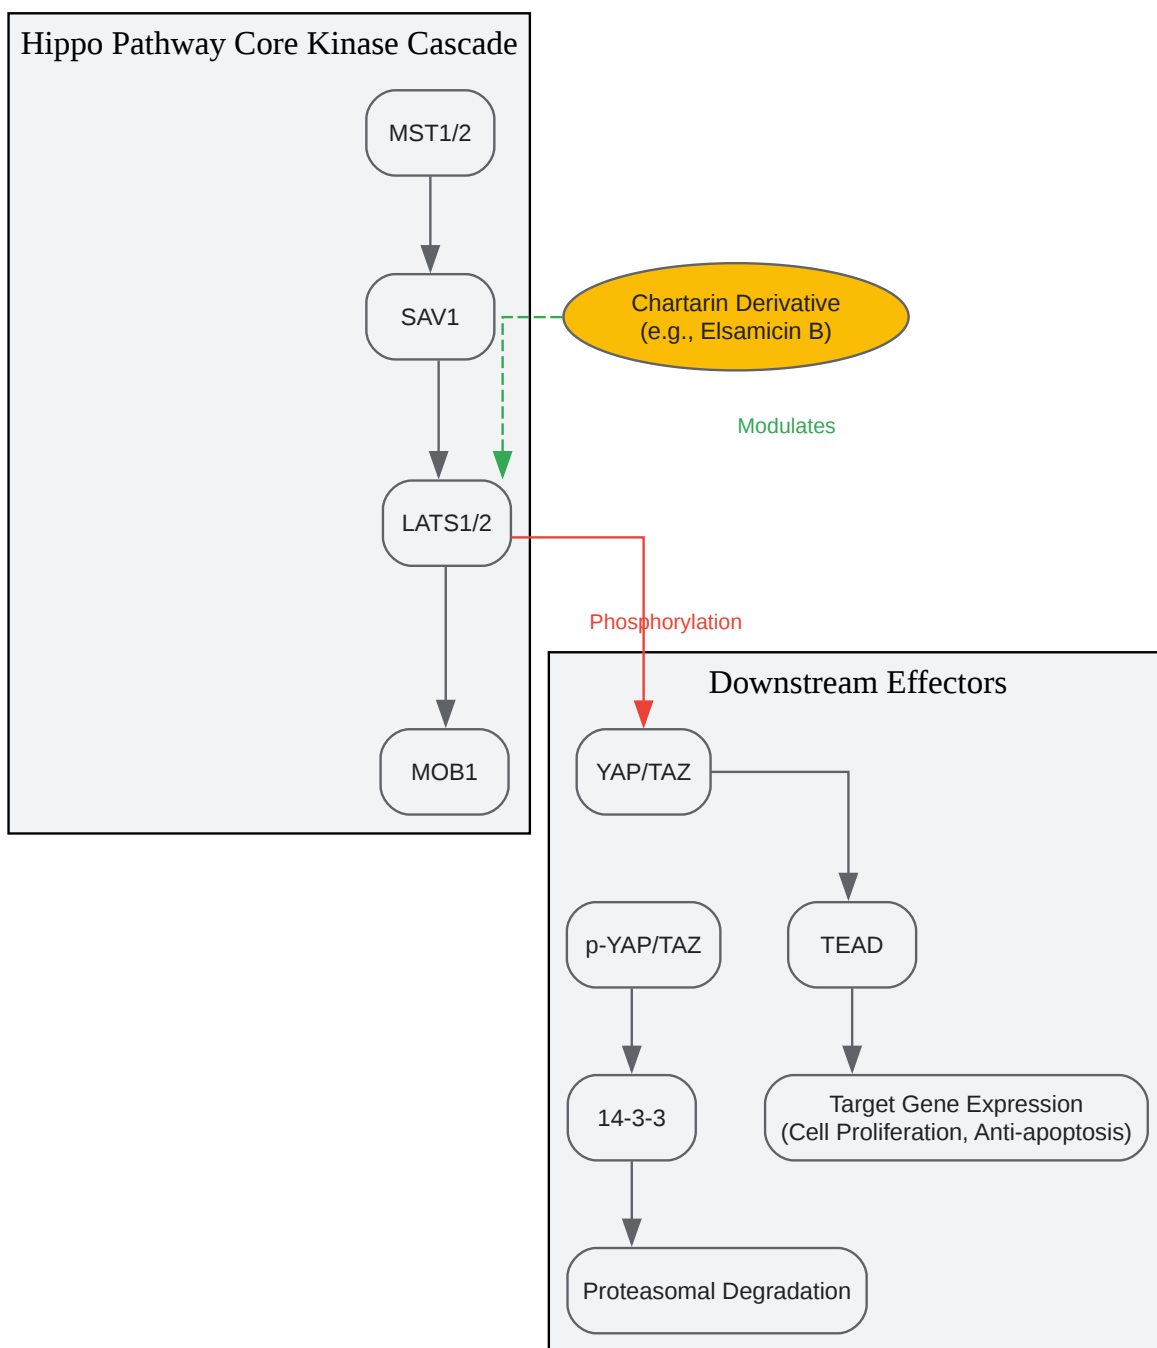 Hippo Pathway Core Kinase Cascade
MST1/2
SAV1
Chartarin Derivative
(e.g., Elsamicin B)
Modulates
LATS1/2
Phosphorylation
Downstream Effectors
MOB1
YAP/TAZ
p-YAP/TAZ
TEAD
14-3-3
Target Gene Expression
(Cell Proliferation, Anti-apoptosis)
Proteasomal Degradation